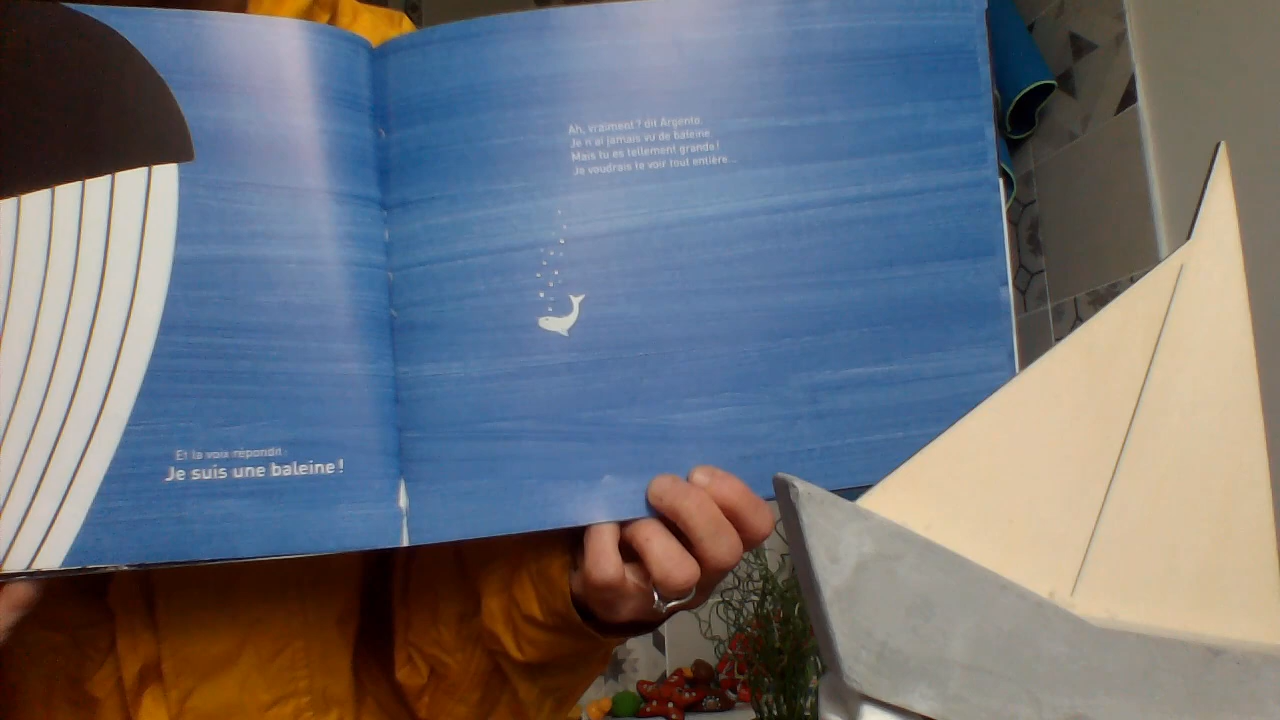 Et la voix répondit :
Je suis une baleine !
Ah, vraiment ? dit Argento.
Je n'ai jamais vu de baleine.
Mais tu es tellement grande !
Je voudrais te voir tout entière...